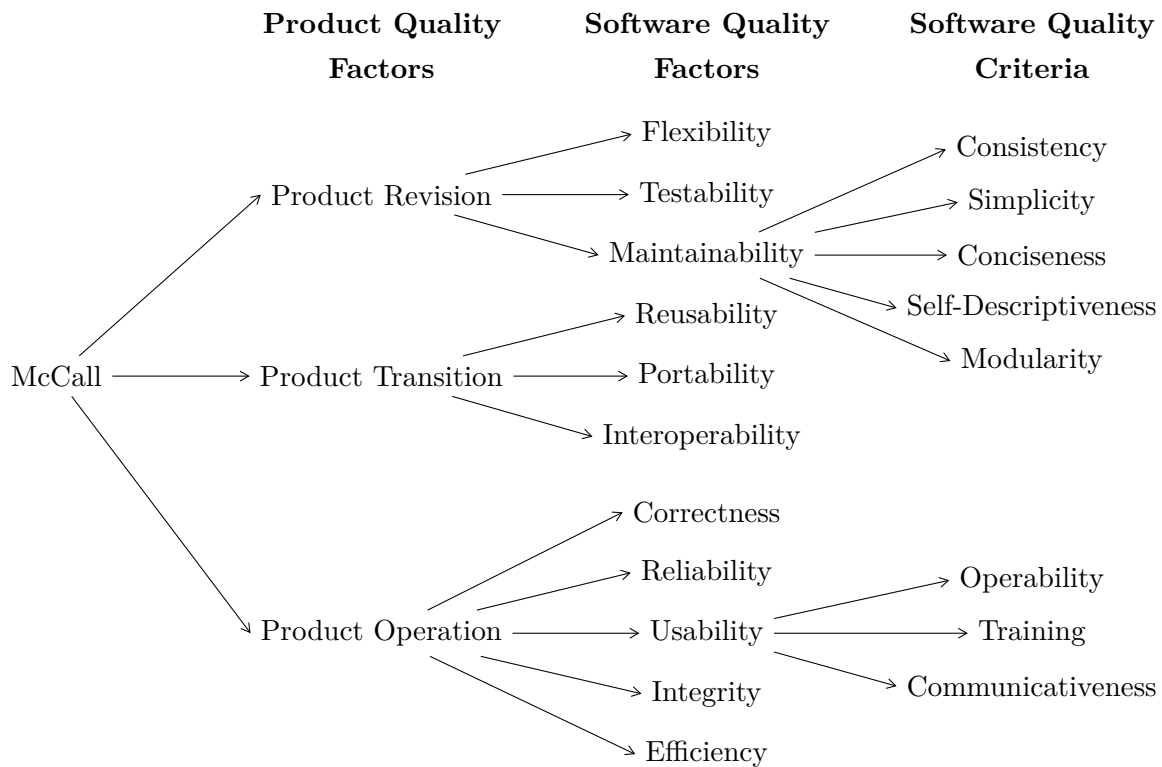 Product Quality Factors
Software Quality Factors
Software Quality Criteria
Flexibility
Consistency
Product Revision
Testability
Simplicity
Maintainability
Conciseness
Reusability
Self-Descriptiveness
McCall
Product Transition
Portability
Modularity
Interoperability
Correctness
Reliability
Operability
Product Operation
Usability
Training
Integrity
Communicativeness
Efficiency